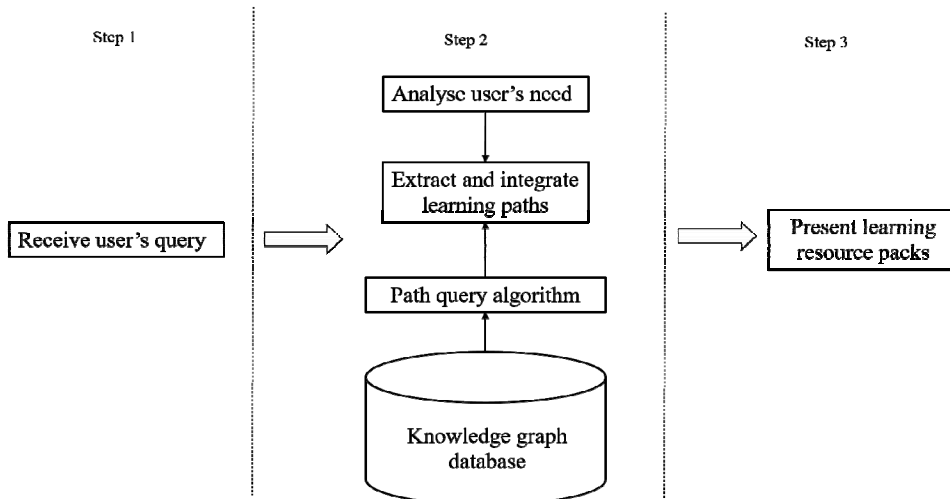 Step 1
Step 2
Step 3
Analyse user's need
Extract and integrate
learning paths
Receive user's query
Present learning
resource packs
Path query algorithm
Knowledge graph
database